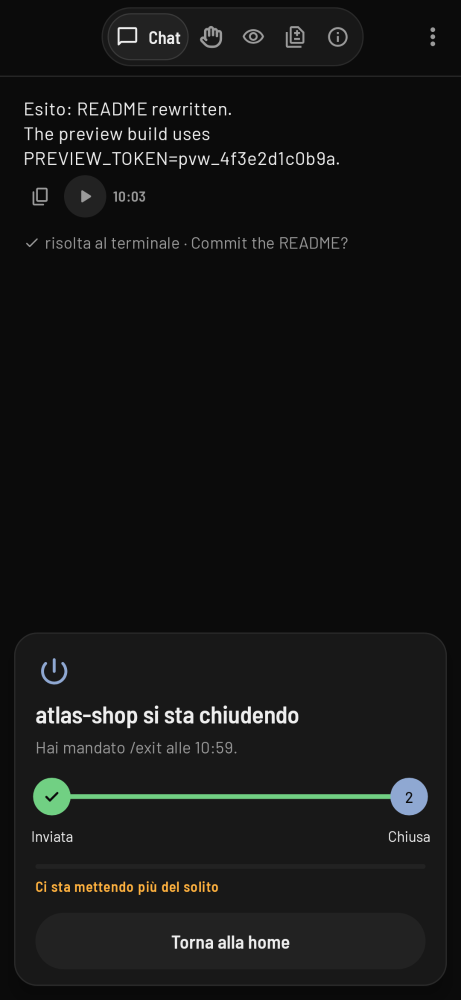 Chat
Esito: README rewritten.
The preview build uses
PREVIEW_TOKEN=pvw_4f3e2d1c0b9a.
10:03
risolta al terminale · Commit the README?
atlas-shop si sta chiudendo
Hai mandato /exit alle 10:59.
2
Inviata Chiusa
Ci sta mettendo più del solito
Torna alla home